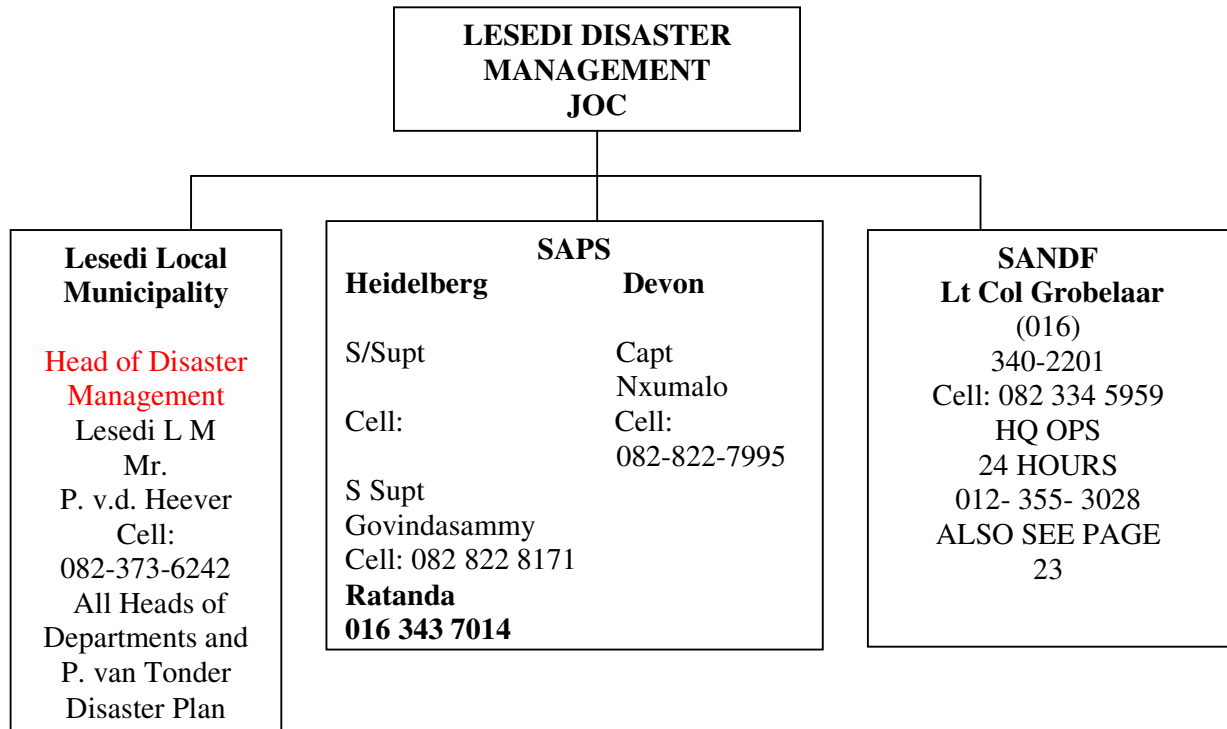 LESEDI DISASTER
MANAGEMENT
JOC
Lesedi Local
Municipality
Head of Disaster
Management
Lesedi L M
Mr.
P. v.d. Heever
Cell:
082-373-6242
All Heads of
Departments and
P. van Tonder
Disaster Plan
SAPS
Heidelberg Devon
S/Supt Capt
Nxumalo
Cell: Cell:
082-822-7995
S Supt
Govindasammy
Cell: 082 822 8171
Ratanda
016 343 7014
SANDF
Lt Col Grobelaar
(016)
340-2201
Cell: 082 334 5959
HQ OPS
24 HOURS
012- 355- 3028
ALSO SEE PAGE
23